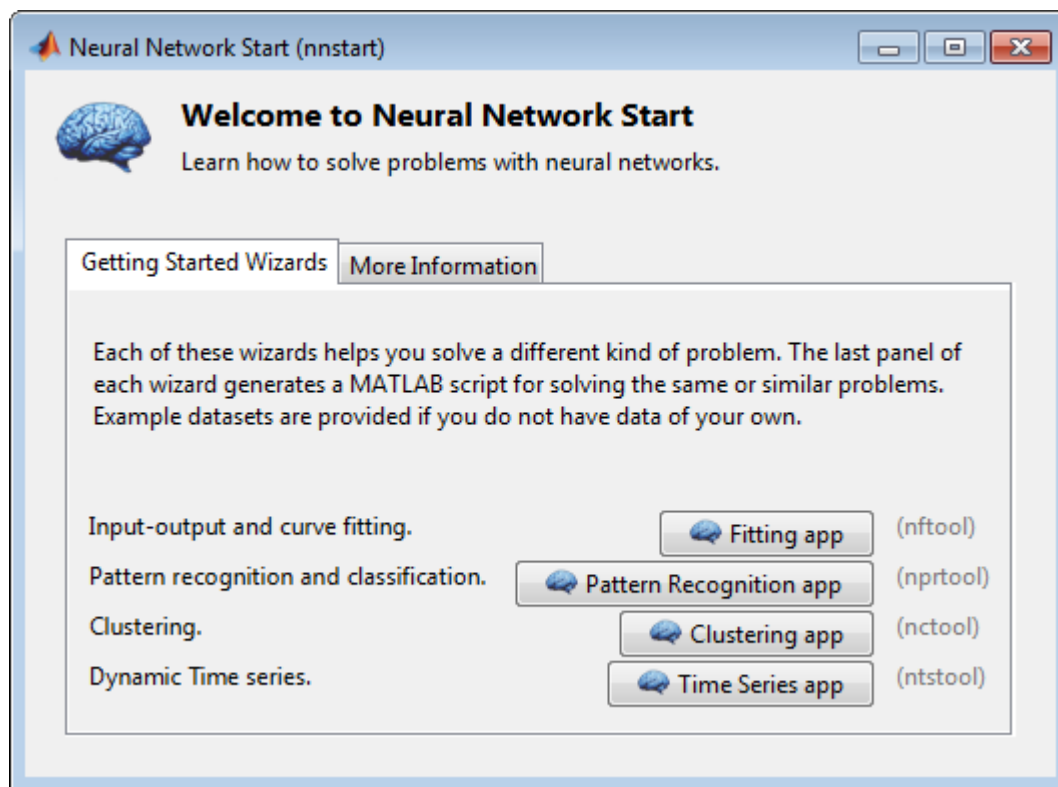 Neural Network Start (nnstart)
Welcome to Neural Network Start
Learn how to solve problems with neural networks.
Getting Started Wizards More Information
Each of these wizards helps you solve a different kind of problem. The last panel of
each wizard generates a MATLAB script for solving the same or similar problems.
Example datasets are provided if you do not have data of your own.
Input-output and curve fitting. Fitting app (nftool)
Pattern recognition and classification. Pattern Recognition app (nprtool)
Clustering. Clustering app (nctool)
Dynamic Time series. Time Series app (ntstool)